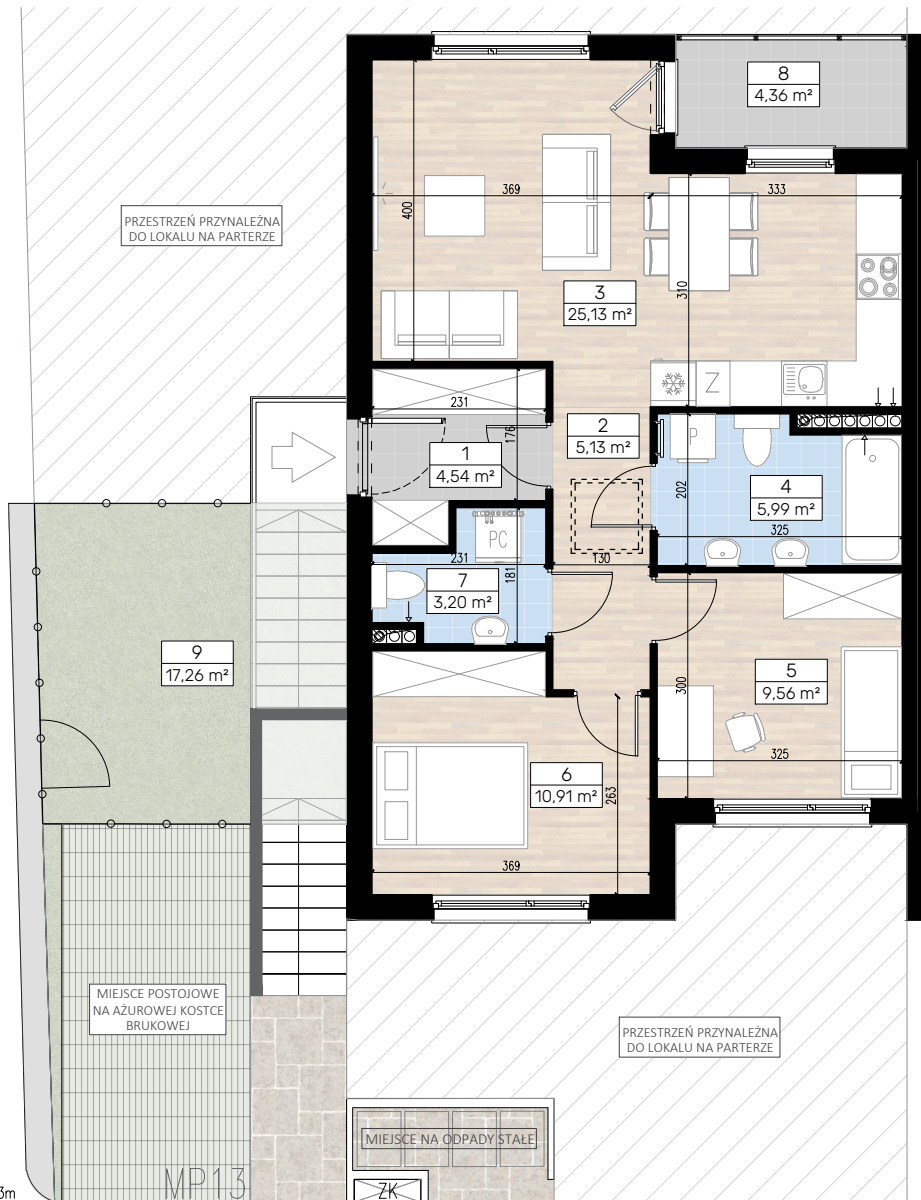 8
4,36 m²
PRZESTRZEŃ PRZYNALEŻNA
DO LOKALU NA PARTERZE
369
333
400
310
3
25,13 m²
Z
231
176
1
4,54 m²
2
5,13 m²
P
202
4
5,99 m²
325
PC
231
181
130
7
3,20 m²
9
17,26 m²
300
5
9,56 m²
325
6
10,91 m²
263
369
MIEJSCE POSTOJOWE
NA AŻUROWEJ KOSTCE
BRUKOWEJ
PRZESTRZEŃ PRZYNALEŻNA
DO LOKALU NA PARTERZE
MIEJSCE NA ODPADY STAŁE
MP13
ZK
3m